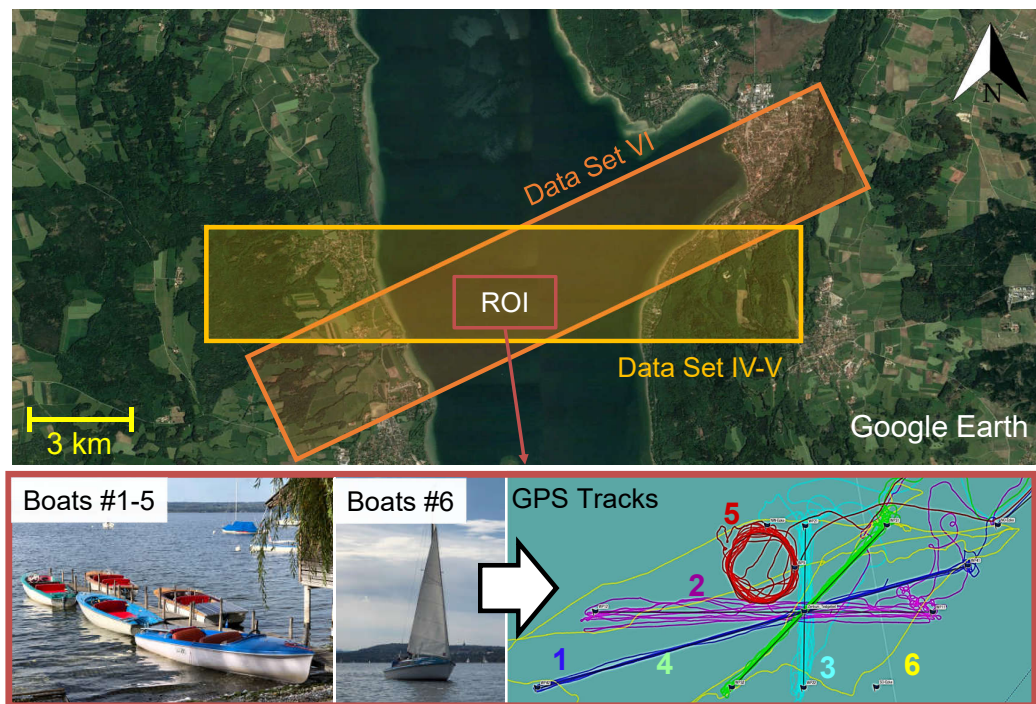 N
Data Set VI
ROI
Data Set IV-V
3 km
Google Earth
Boats #1-5
Boats #6
GPS Tracks
5
2
1
4
3
6